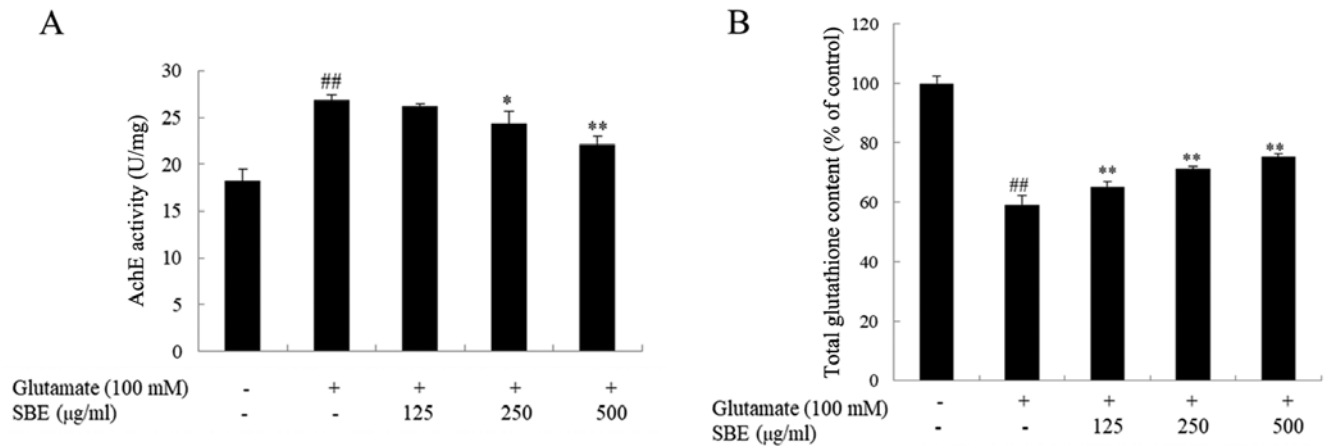 A
AchE activity (U/mg)
30
25
20
15
10
5
0
##
*
**
Glutamate (100 mM) - + + + +
SBE (μg/ml) - - 125 250 500
B
Total glutathione content (% of control)
120
100
80
60
40
20
0
##
**
**
**
Glutamate (100 mM) - + + + +
SBE (μg/ml) - - 125 250 500